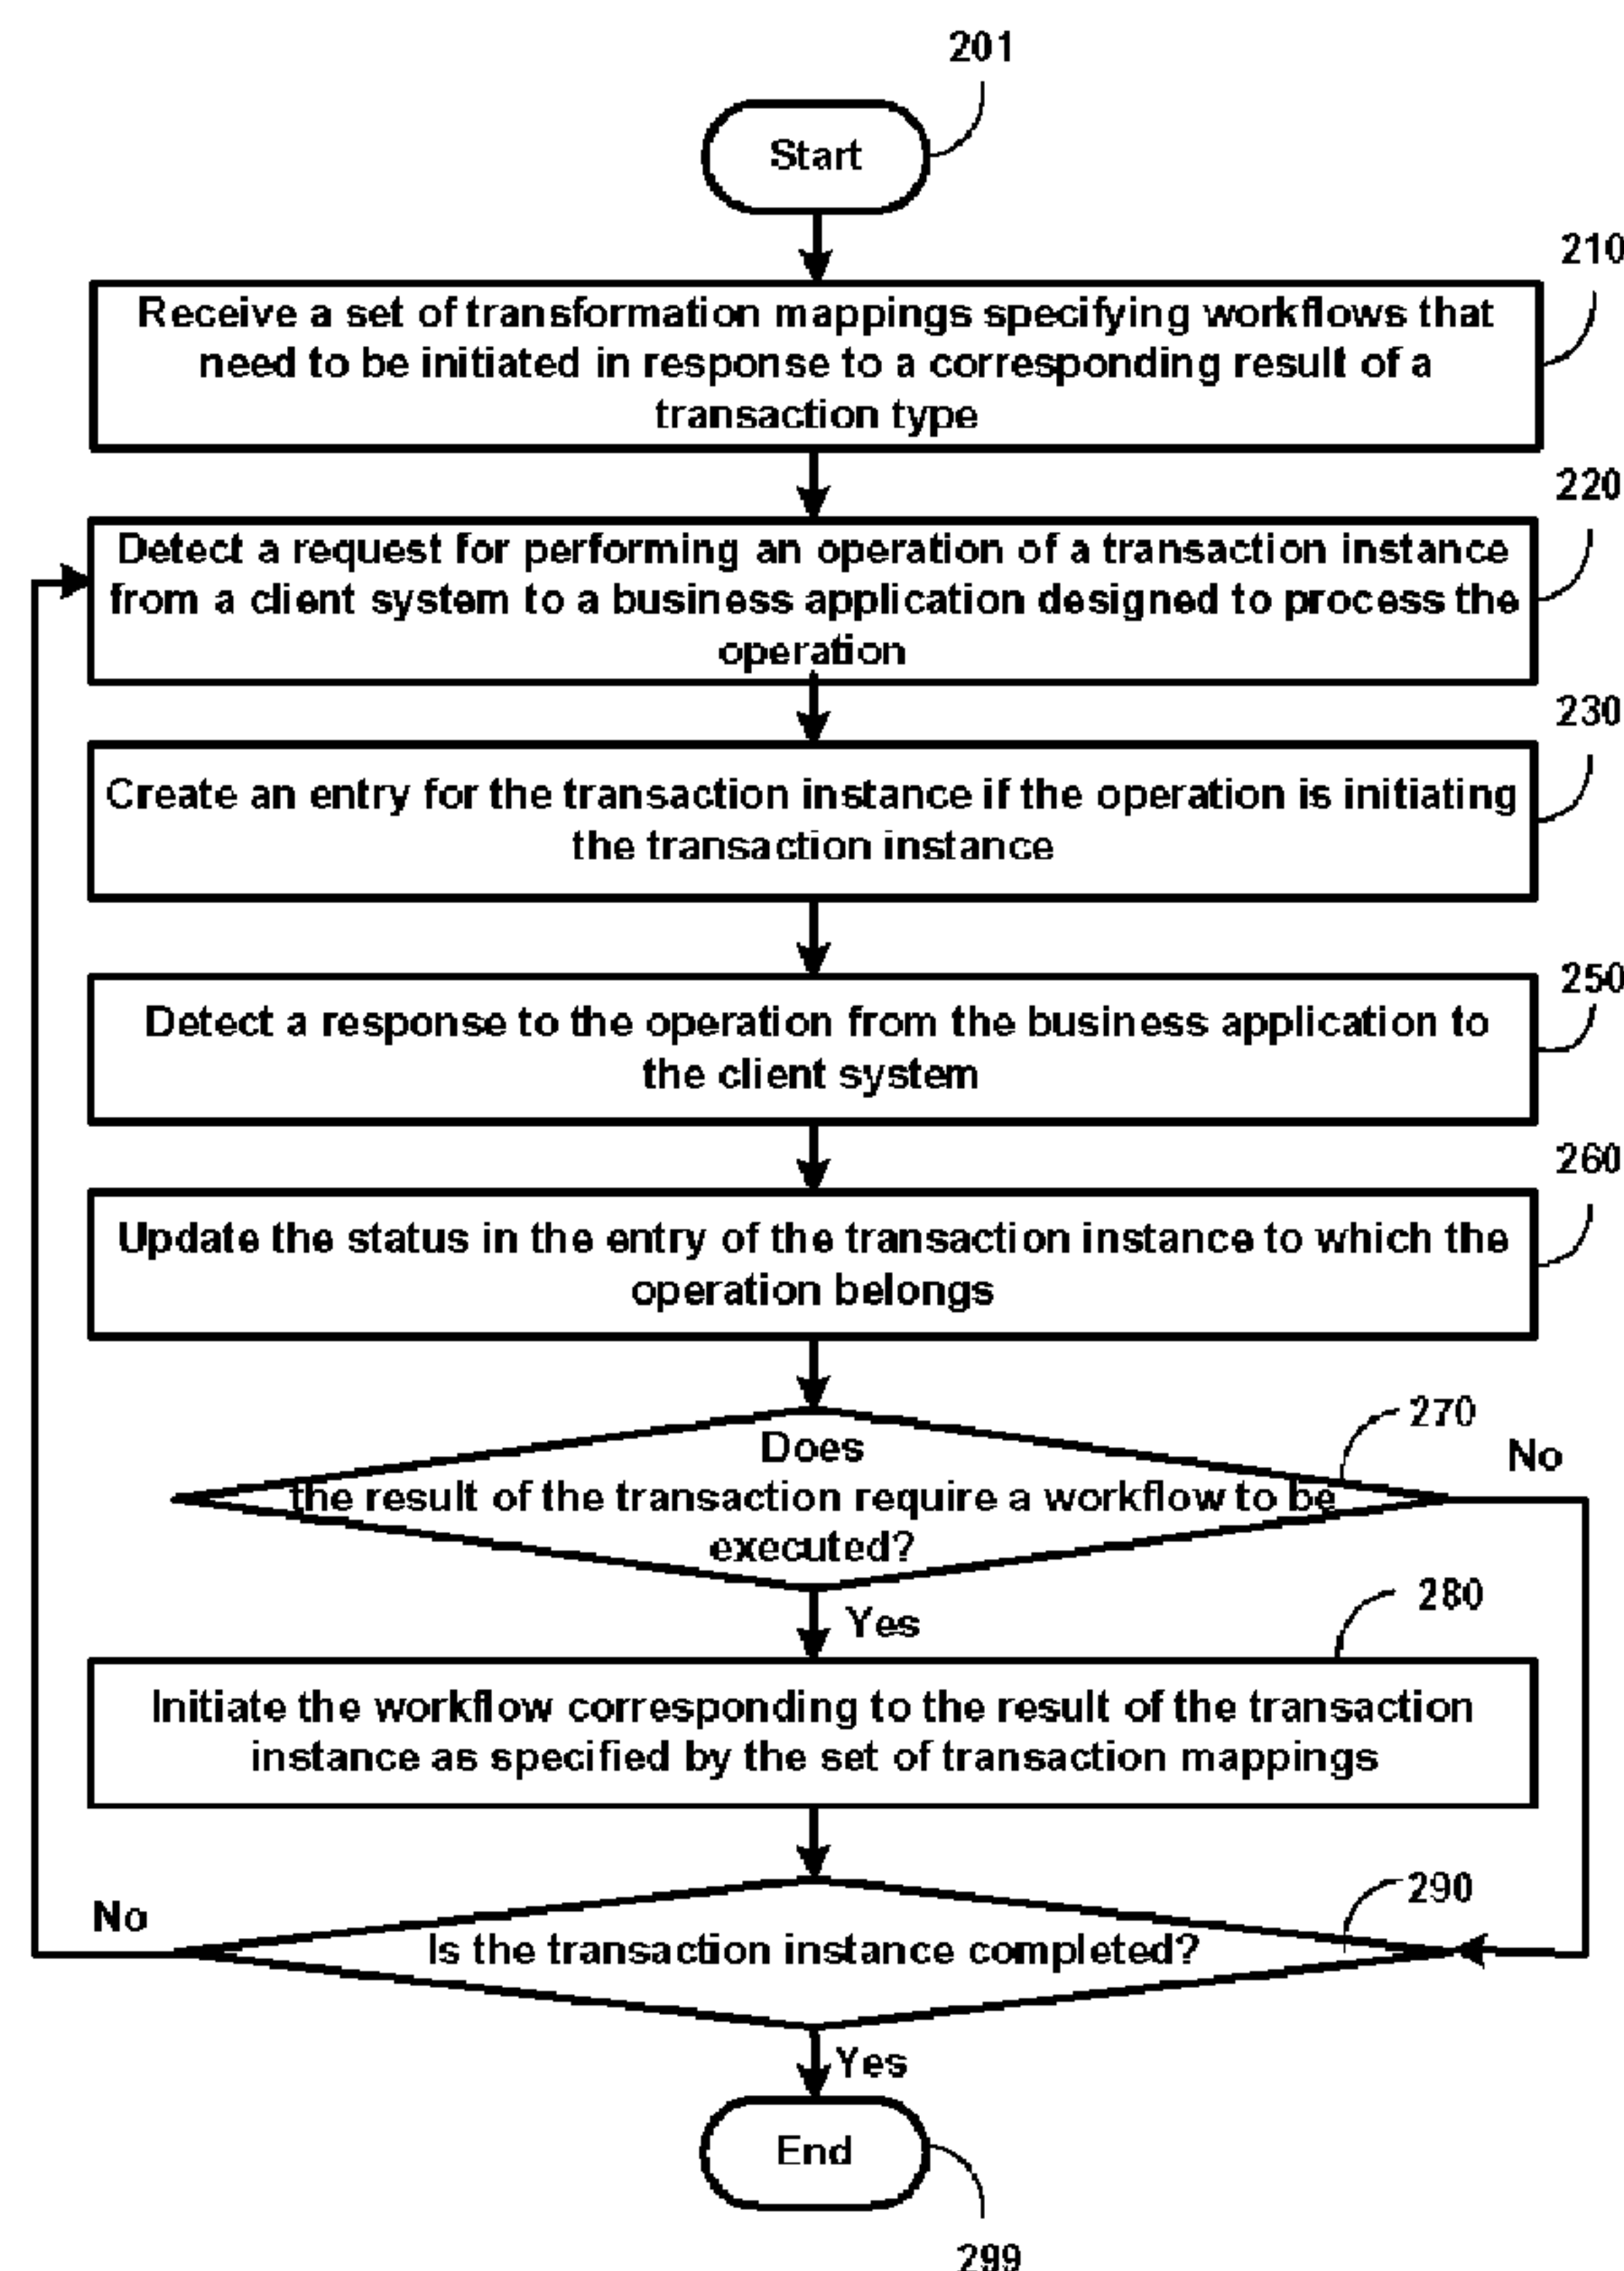 201
Start
210
Receive a set of transformation mappings specifying workflows that
need to be initiated in response to a corresponding result of a
transaction type
220
Detect a request for performing an operation of a transaction instance
from a client system to a business application designed to process the
operation
230
Create an entry for the transaction instance if the operation is initiating
the transaction instance
250
Detect a response to the operation from the business application to
the client system
260
Update the status in the entry of the transaction instance to which the
operation belongs
270
No
Does
the result of the transaction require a workflow to be
executed?
Yes
280
Initiate the workflow corresponding to the result of the transaction
instance as specified by the set of transaction mappings
290
No
Is the transaction instance completed?
Yes
End
299